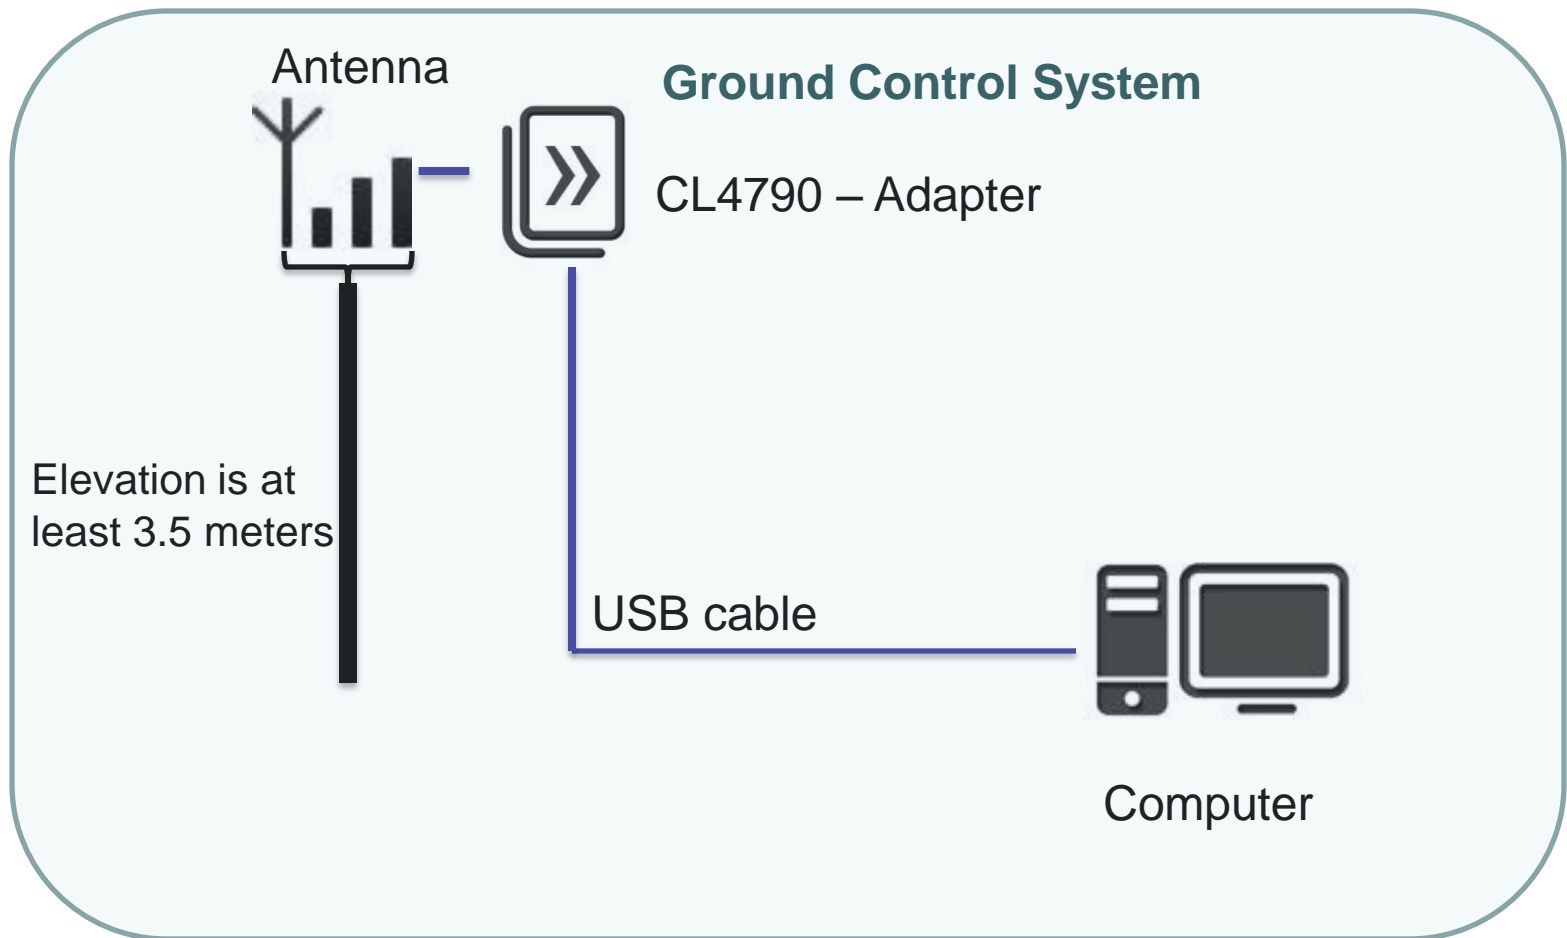 Antenna
Ground Control System
CL4790 – Adapter
Elevation is at
least 3.5 meters
USB cable
Computer